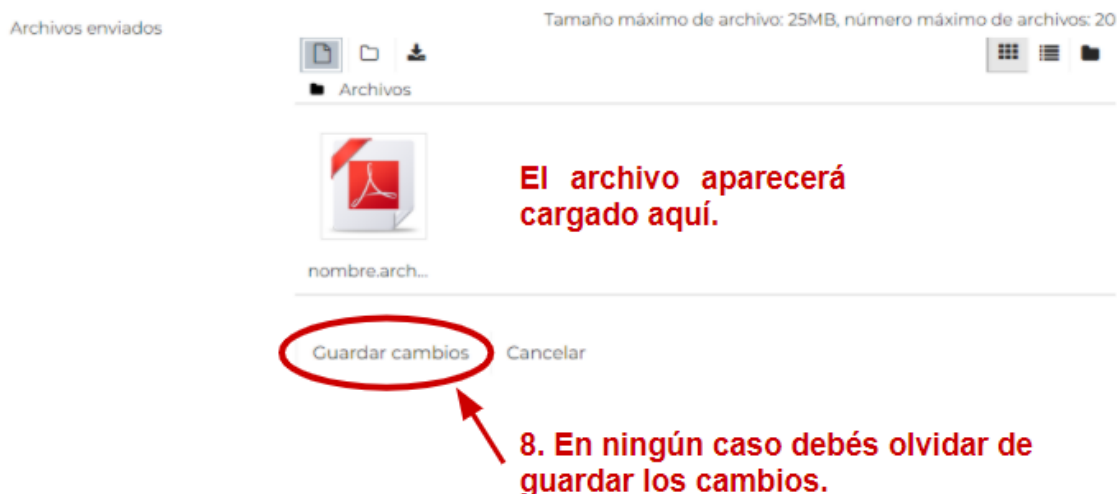 Archivos enviados
Tamaño máximo de archivo: 25MB, número máximo de archivos: 20
Archivos
El archivo aparecerá
cargado aquí.
nombre.arch...
Guardar cambios
Cancelar
8. En ningún caso debés olvidar de
guardar los cambios.